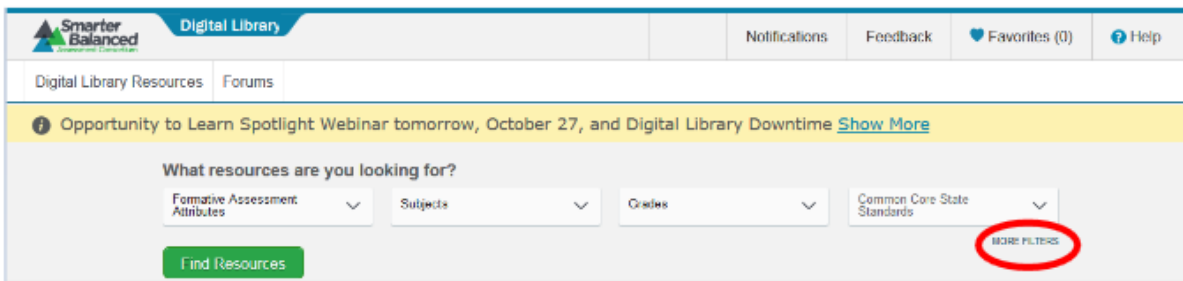 Smarter Balanced
Assessment Consortium
Digital Library
Notifications
Feedback
Favorites (0)
Help
Digital Library Resources
Forums
Opportunity to Learn Spotlight Webinar tomorrow, October 27, and Digital Library Downtime Show More
What resources are you looking for?
Formative Assessment
Attributes
Subjects
Grades
Common Core State
Standards
MORE FILTERS
Find Resources